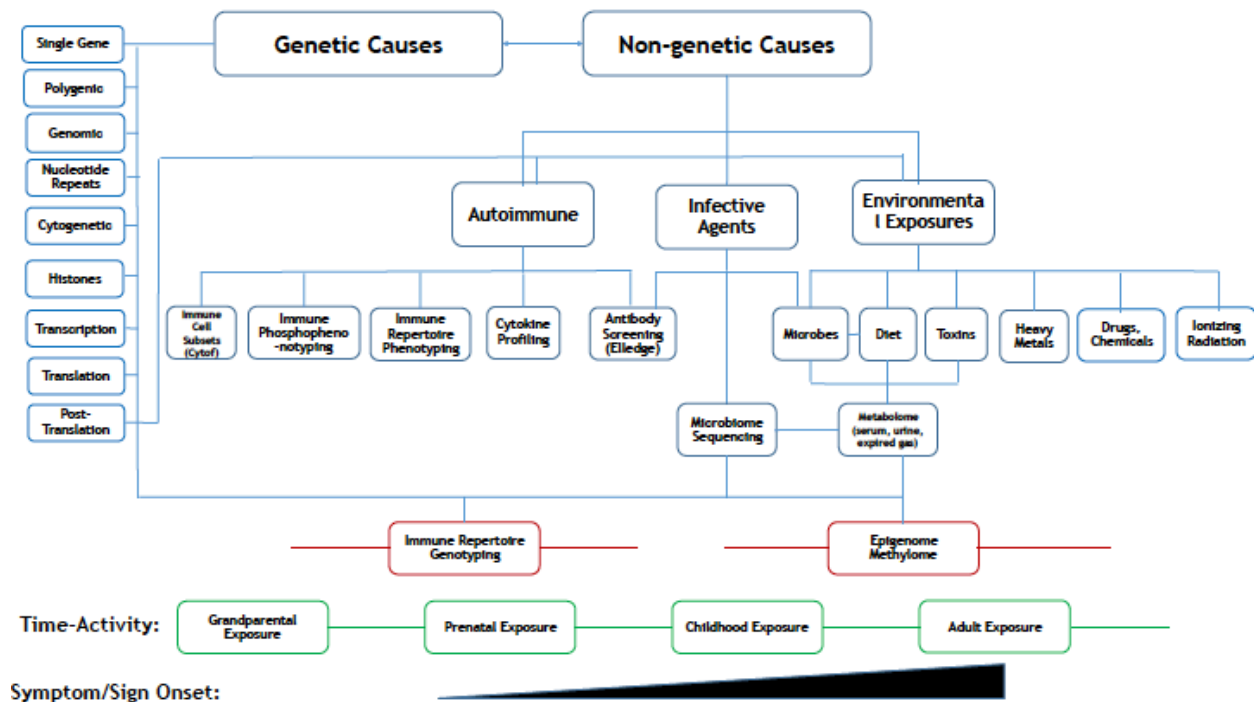 Genetic Causes
Non-genetic Causes
Single Gene
Polygenic
Genomic
Nucleotide
Repeats
Cytogenetic
Histones
Transcription
Translation
Post-
Translation
Autoimmune
Infective
Agents
Environmenta
l Exposures
Immune
Cell
Subsets
(Cytof)
Immune
Phosphopheno
-notyping
Immune
Repertoire
Phenotyping
Cytokine
Profiling
Antibody
Screening
(Elledge)
Microbes
Diet
Toxins
Heavy
Metals
Drugs,
Chemicals
Ionizing
Radiation
Microbiome
Sequencing
Metabolome
(serum, urine,
expired gas)
Immune Repertoire
Genotyping
Epigenome
Methylome
Time-Activity:
Grandparental
Exposure
Prenatal Exposure
Childhood Exposure
Adult Exposure
Symptom/Sign Onset: